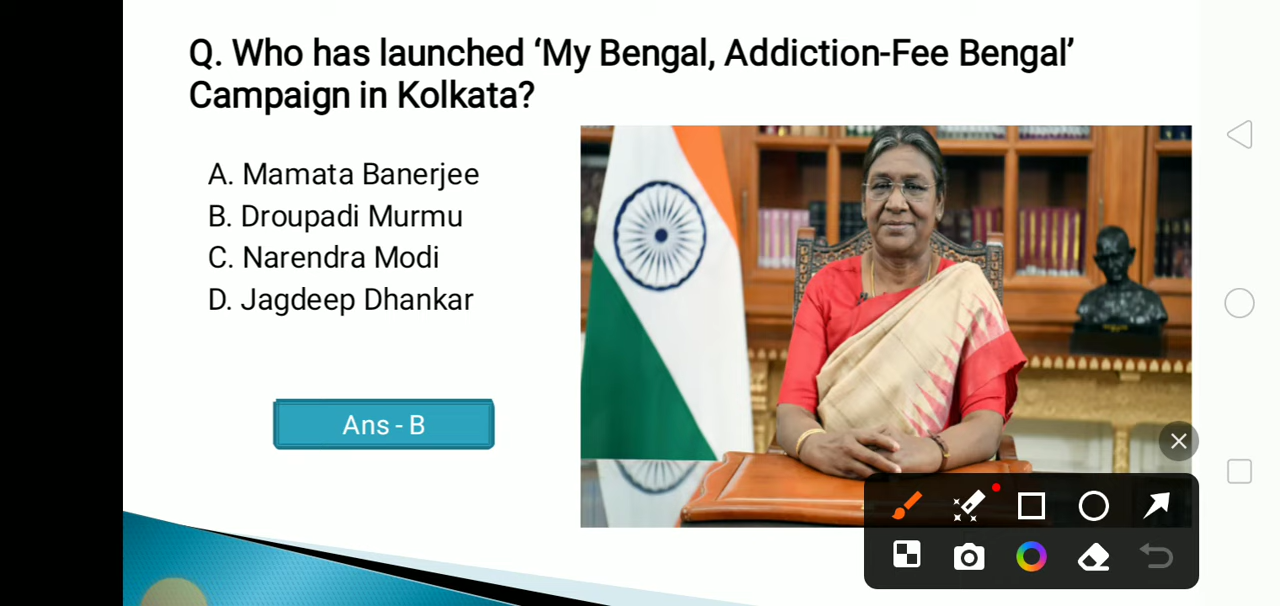 Q. Who has launched ‘My Bengal, Addiction-Fee Bengal’
Campaign in Kolkata?
A. Mamata Banerjee
B. Droupadi Murmu
C. Narendra Modi
D. Jagdeep Dhankar
Ans - B